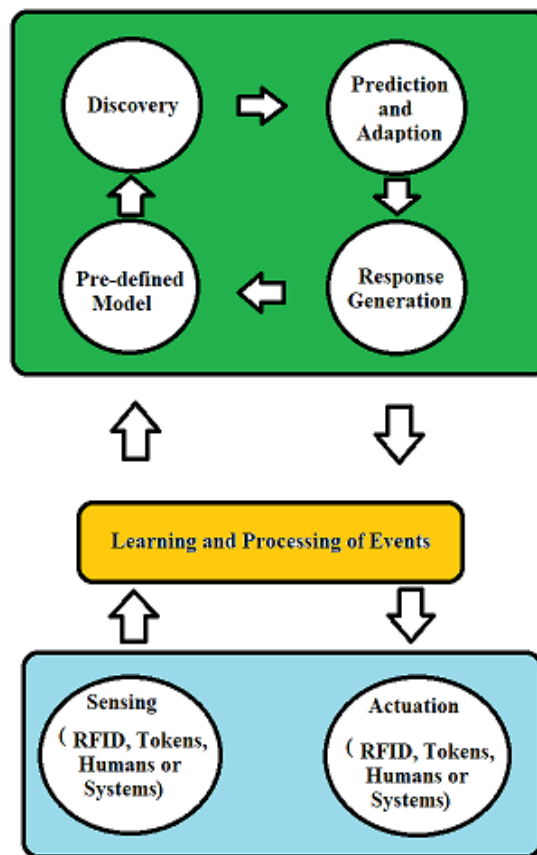 Discovery
Prediction
and
Adaption
Pre-defined
Model
Response
Generation
Learning and Processing of Events
Sensing
( RFID, Tokens,
Humans or
Systems)
Actuation
( RFID, Tokens,
Humans or
Systems)